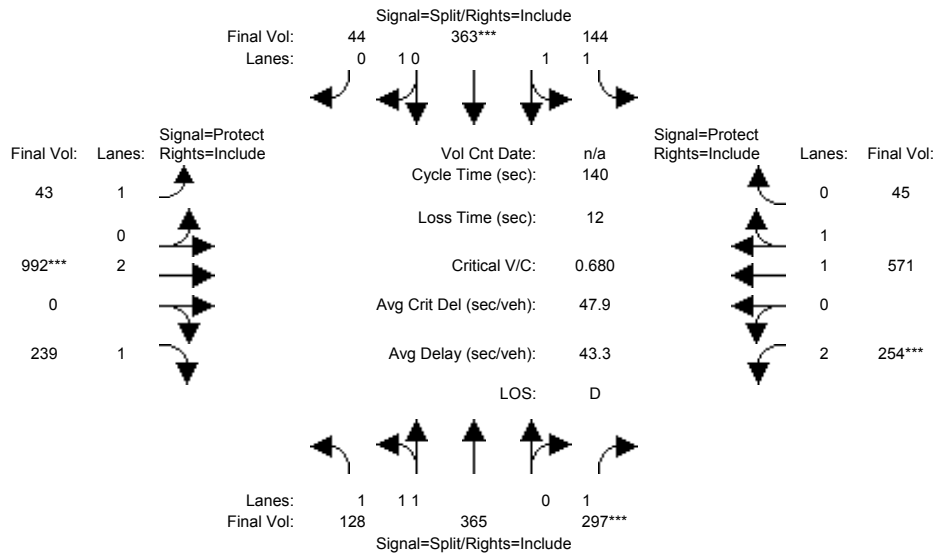 Signal=Split/Rights=Include
Final Vol: 44 363*** 144
Lanes: 0 1 0 1 1
Signal=Protect
Final Vol: Lanes: Rights=Include
Vol Cnt Date: n/a
Signal=Protect
Rights=Include Lanes: Final Vol:
Cycle Time (sec): 140
43 1
0 45
Loss Time (sec): 12
0
1
992*** 2
Critical V/C: 0.680
1 571
0
Avg Crit Del (sec/veh): 47.9
0
239 1
Avg Delay (sec/veh): 43.3
2 254***
LOS: D
Lanes: 1 1 1 0 1
Final Vol: 128 365 297***
Signal=Split/Rights=Include